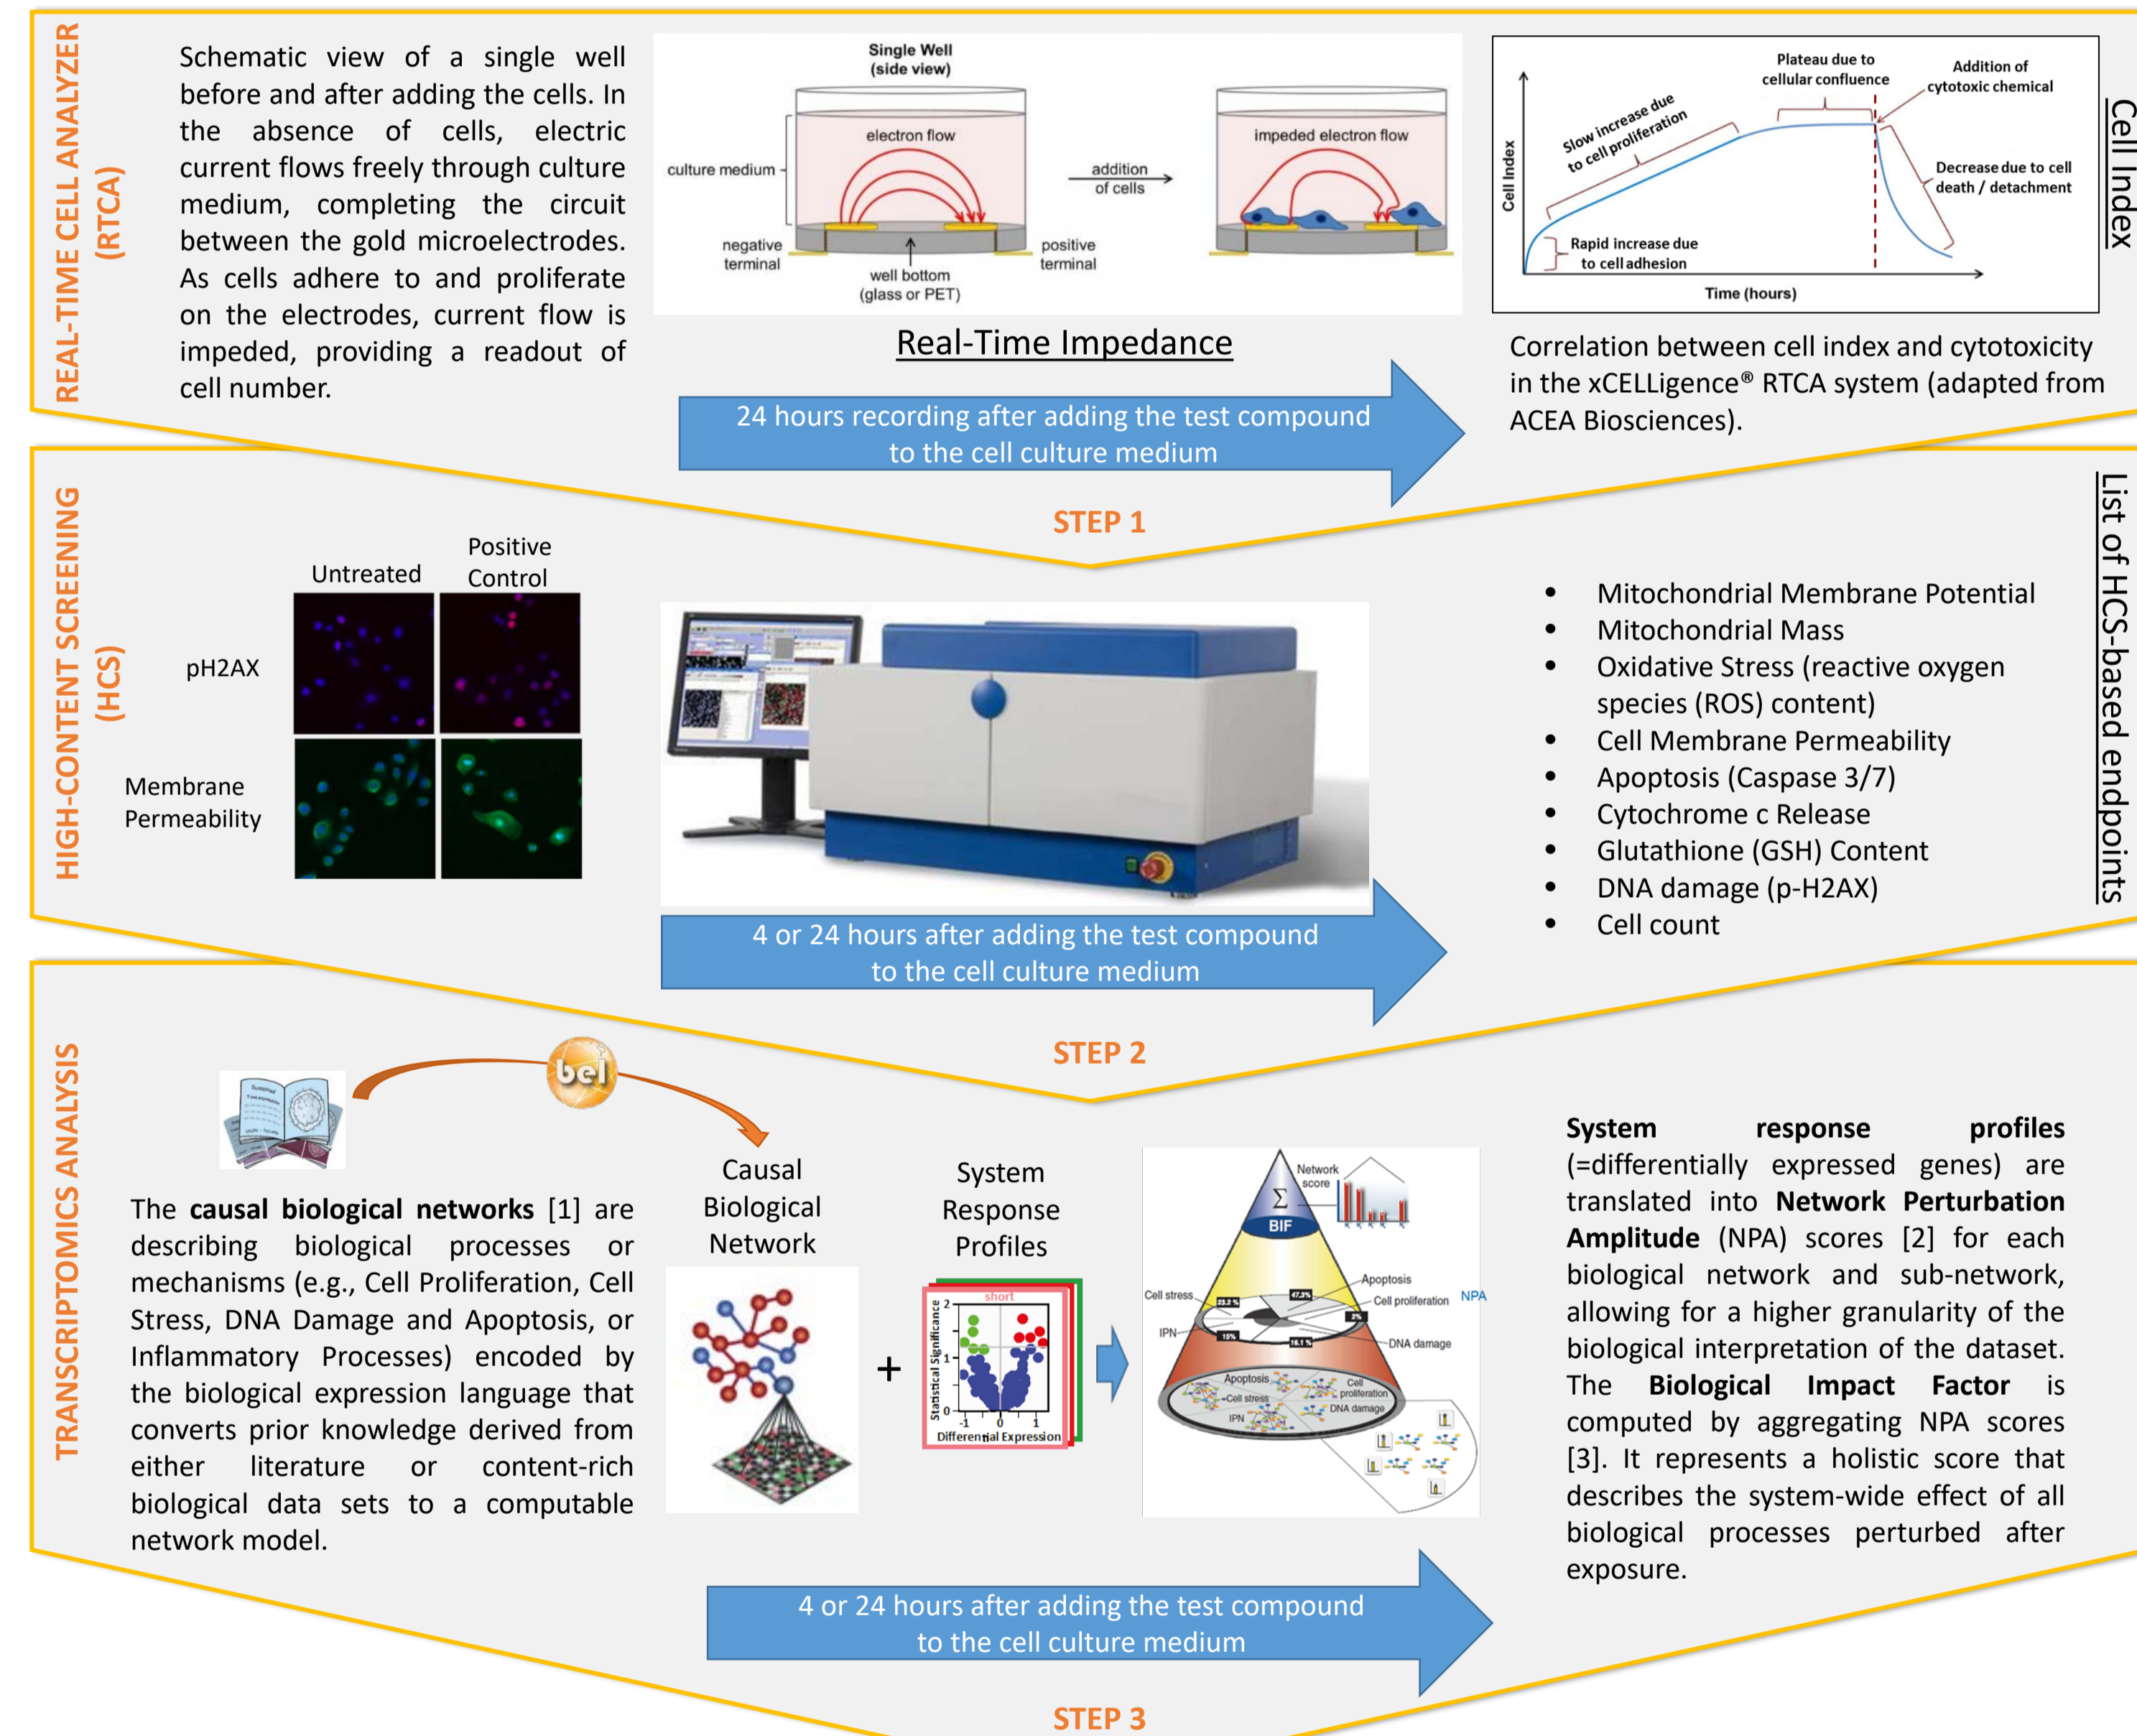 REAL-TIME CELL ANALYZER
(RTCA)
Schematic view of a single well
before and after adding the cells. In
the absence of cells, electric
current flows freely through culture
medium, completing the circuit
between the gold microelectrodes.
As cells adhere to and proliferate
on the electrodes, current flow is
impeded, providing a readout of
cell number.
Single Well
(side view)
electron flow
culture medium
negative
terminal
well bottom
(glass or PET)
positive
terminal
addition
of cells
impeded electron flow
Real-Time Impedance
24 hours recording after adding the test compound
to the cell culture medium
Cell Index
Slow increase due
to cell proliferation
Plateau due to
cellular confluence
Addition of
cytotoxic chemical
Decrease due to cell
death / detachment
Rapid increase due
to cell adhesion
Time (hours)
Cell Index
Correlation between cell index and cytotoxicity
in the xCELLigence® RTCA system (adapted from
ACEA Biosciences).
STEP 1
HIGH-CONTENT SCREENING
(HCS)
Untreated
Positive
Control
pH2AX
Membrane
Permeability
4 or 24 hours after adding the test compound
to the cell culture medium
• Mitochondrial Membrane Potential
• Mitochondrial Mass
• Oxidative Stress (reactive oxygen
species (ROS) content)
• Cell Membrane Permeability
• Apoptosis (Caspase 3/7)
• Cytochrome c Release
• Glutathione (GSH) Content
• DNA damage (p-H2AX)
• Cell count
List of HCS-based endpoints
STEP 2
TRANSCRIPTOMICS ANALYSIS
bel
The causal biological networks [1] are
describing biological processes or
mechanisms (e.g., Cell Proliferation, Cell
Stress, DNA Damage and Apoptosis, or
Inflammatory Processes) encoded by
the biological expression language that
converts prior knowledge derived from
either literature or content-rich
biological data sets to a computable
network model.
Causal
Biological
Network
+
System
Response
Profiles
short
Statistical Significance
2
1
0
-1 0 1
Differential Expression
Network
score
Σ
BIF
Apoptosis
Cell stress
Cell proliferation
NPA
47.3%
23.2 %
2%
IPN
15%
16.1 %
DNA damage
Apoptosis
Cell
proliferation
Cell stress
DNA damage
IPN
System response profiles
(=differentially expressed genes) are
translated into Network Perturbation
Amplitude (NPA) scores [2] for each
biological network and sub-network,
allowing for a higher granularity of the
biological interpretation of the dataset.
The Biological Impact Factor is
computed by aggregating NPA scores
[3]. It represents a holistic score that
describes the system-wide effect of all
biological processes perturbed after
exposure.
4 or 24 hours after adding the test compound
to the cell culture medium
STEP 3